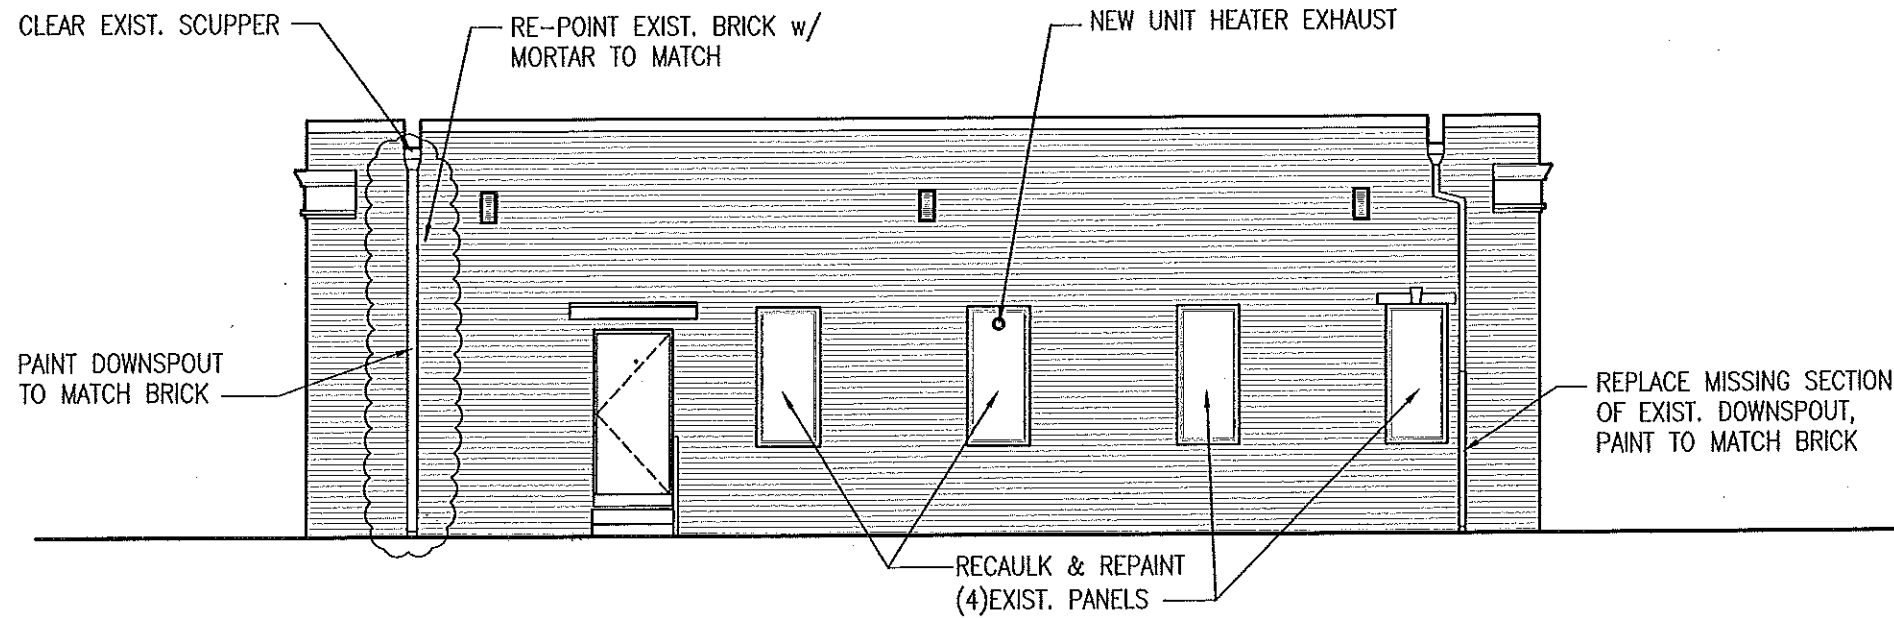 CLEAR EXIST. SCUPPER
RE-POINT EXIST. BRICK w/
MORTAR TO MATCH
NEW UNIT HEATER EXHAUST
PAINT DOWNSPOUT
TO MATCH BRICK
REPLACE MISSING SECTION
OF EXIST. DOWNSPOUT,
PAINT TO MATCH BRICK
RECAULK & REPAINT
(4)EXIST. PANELS